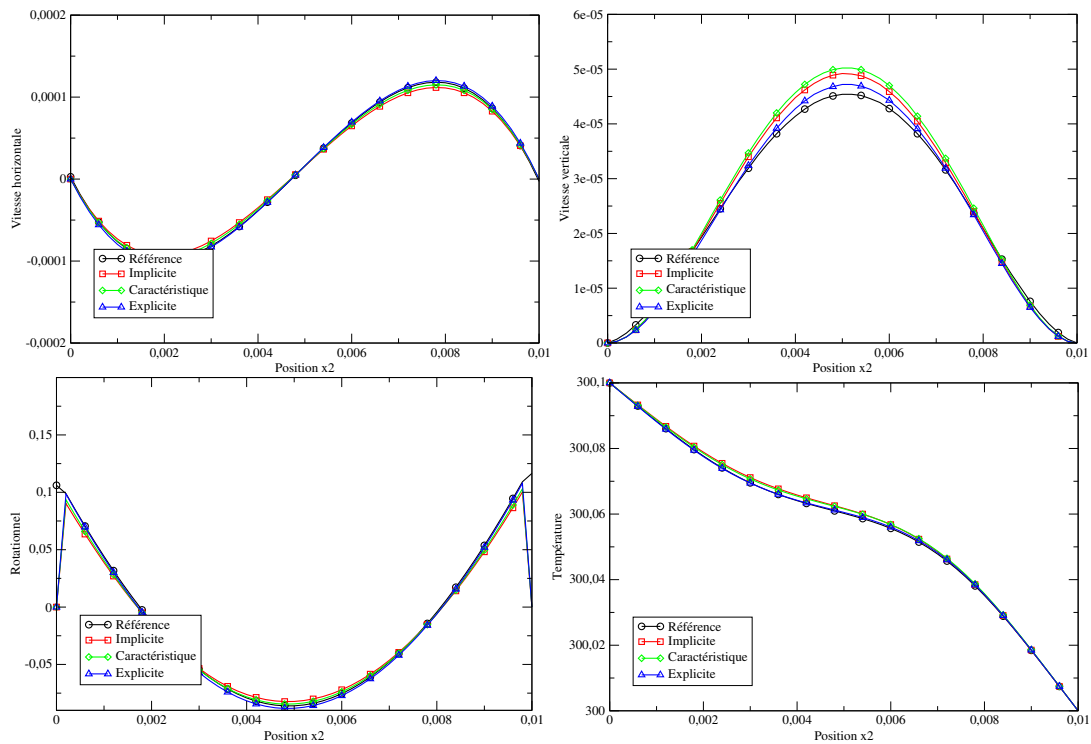 0,0002
0,0001
0
-0,0001
-0,0002
Vitesse horizontale
Référence
Implicite
Caractéristique
Explicite
0
0,002
0,004
0,006
0,008
0,01
Position x2
6e-05
5e-05
4e-05
3e-05
2e-05
1e-05
0
Vitesse verticale
Référence
Implicite
Caractéristique
Explicite
0
0,002
0,004
0,006
0,008
0,01
Position x2
0,15
0,1
0,05
0
-0,05
Rotationnel
Référence
Implicite
Caractéristique
Explicite
0
0,002
0,004
0,006
0,008
0,01
Position x2
300,1
300,08
300,06
300,04
300,02
300
Température
Référence
Implicite
Caractéristique
Explicite
0
0,002
0,004
0,006
0,008
0,01
Position x2